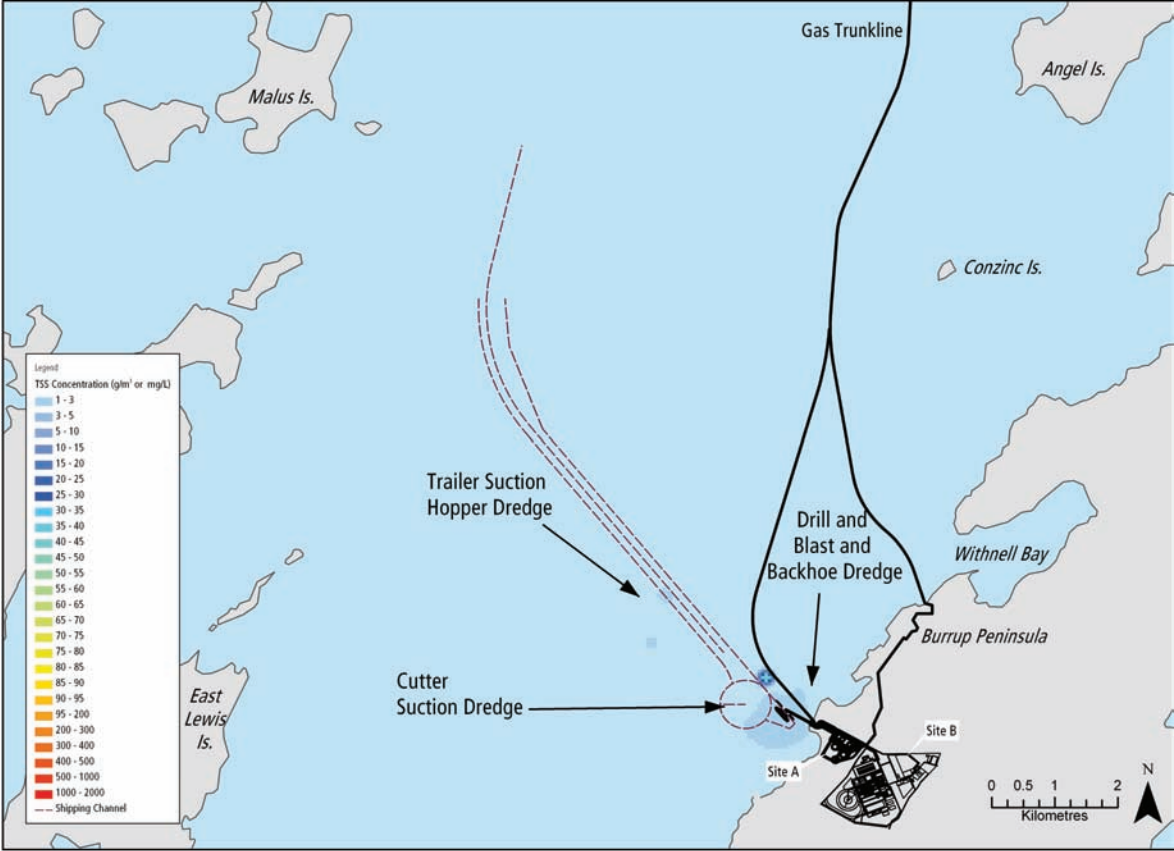 Gas Trunkline
Angel Is.
Malus Is.
Conzinc Is.
Legend
TSS Concentration (g/m³ or mg/L)
1 - 3
3 - 5
5 - 10
10 - 15
15 - 20
20 - 25
25 - 30
30 - 35
35 - 40
40 - 45
45 - 50
50 - 55
55 - 60
60 - 65
65 - 70
70 - 75
75 - 80
80 - 85
85 - 90
90 - 95
95 - 200
200 - 300
300 - 400
400 - 500
500 - 1000
1000 - 2000
Shipping Channel
Trailer Suction
Hopper Dredge
Drill and
Blast and
Backhoe Dredge
Withnell Bay
Burrup Peninsula
Cutter
Suction Dredge
East
Lewis
Is.
Site B
Site A
N
0 0.5 1 2
Kilometres